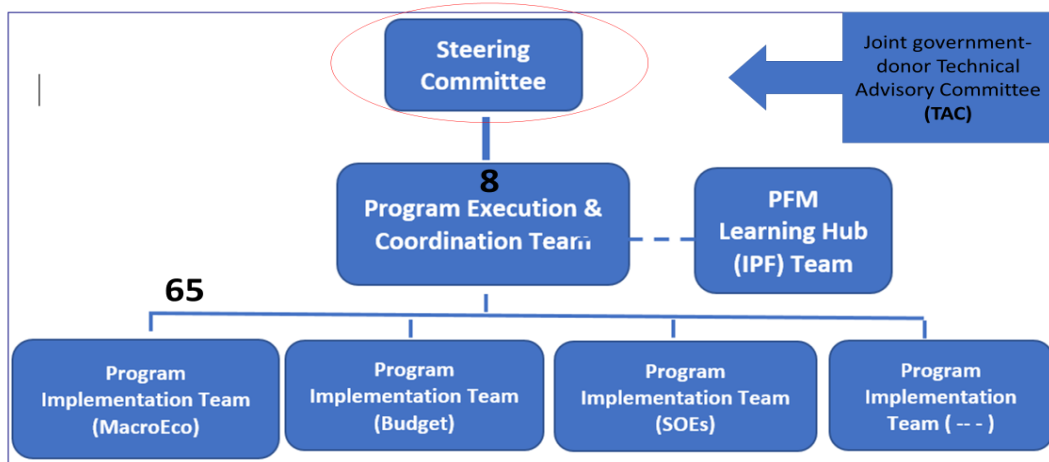 Steering
Committee
Joint government-
donor Technical
Advisory Committee
(TAC)
8
Program Execution &
Coordination Team
PFM
Learning Hub
(IPF) Team
65
Program
Implementation Team
(MacroEco)
Program
Implementation Team
(Budget)
Program
Implementation Team
(SOEs)
Program
Implementation
Team ( -- - )